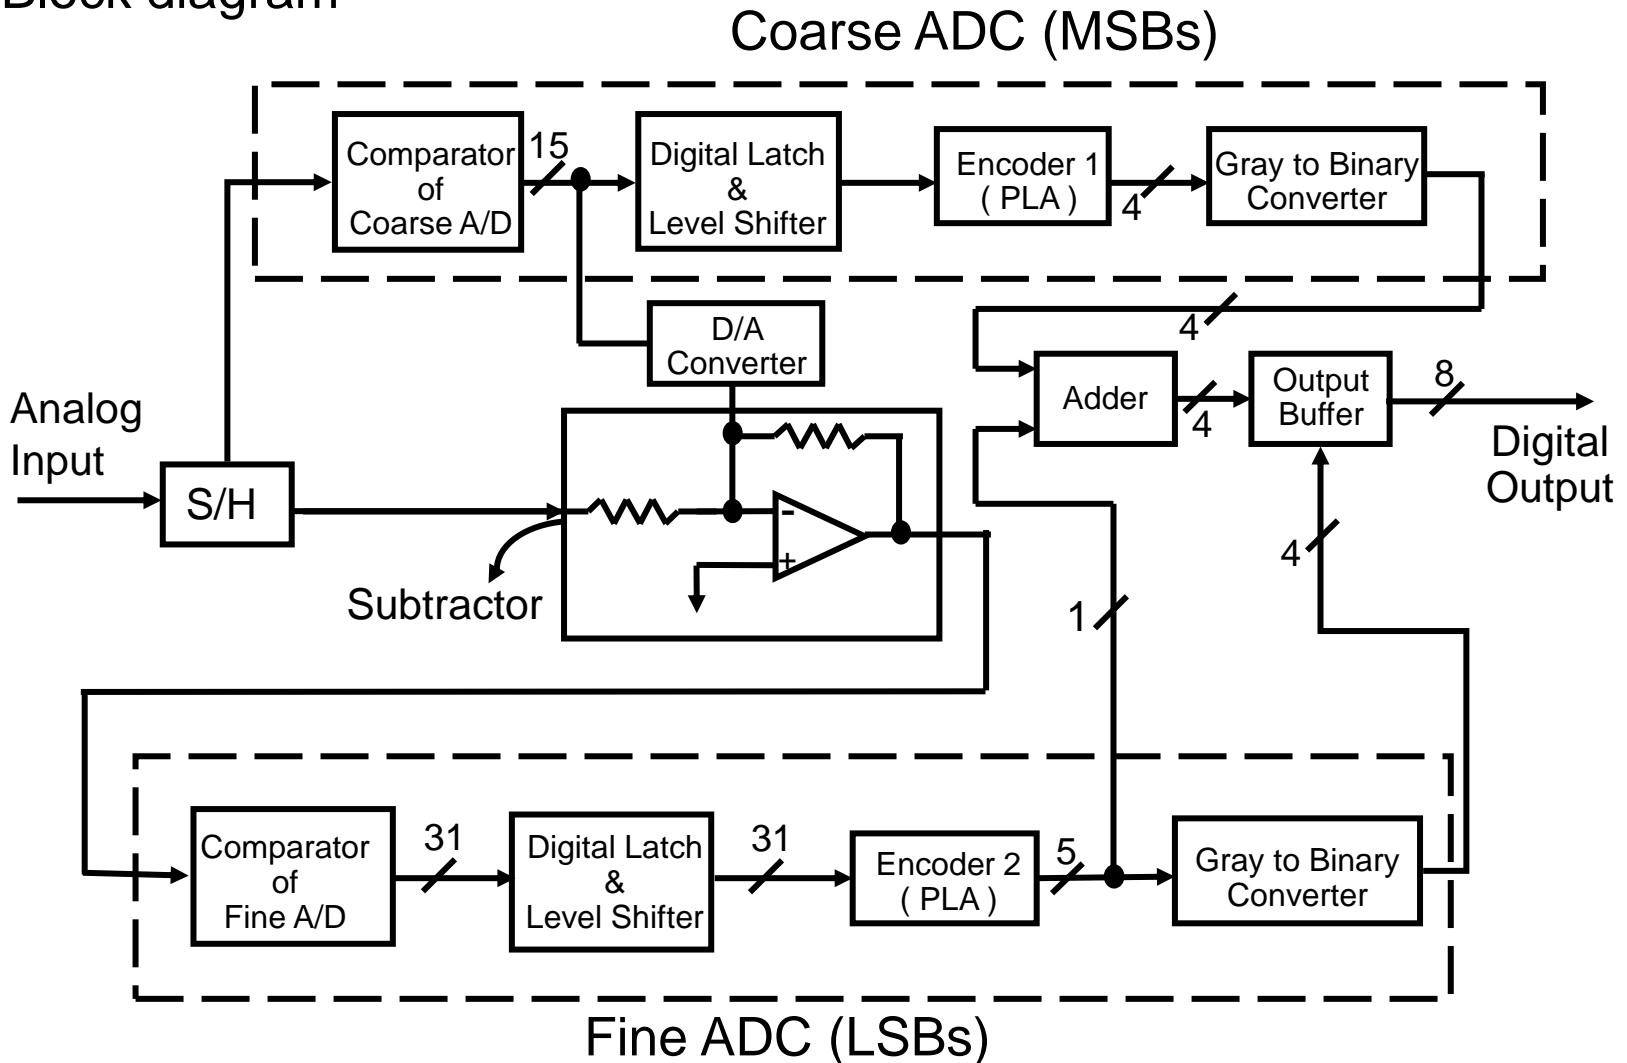 Block diagram
Coarse ADC (MSBs)
Comparator
of
Coarse A/D
15
Digital Latch
&
Level Shifter
Encoder 1
( PLA )
4
Gray to Binary
Converter
4
D/A
Converter
Adder
4
Output
Buffer
8
Digital
Output
Analog
Input
S/H
-
+
Subtractor
1
4
Comparator
of
Fine A/D
31
Digital Latch
&
Level Shifter
31
Encoder 2
( PLA )
5
Gray to Binary
Converter
Fine ADC (LSBs)